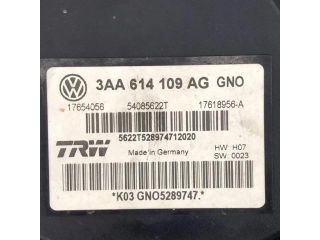 3AA 614 109 AG GNO
17654056 54085622T 17618956-A
5622T528974712020
TRW Made in Germany HW H07
SW 0023
*K03 GNO5289747.*